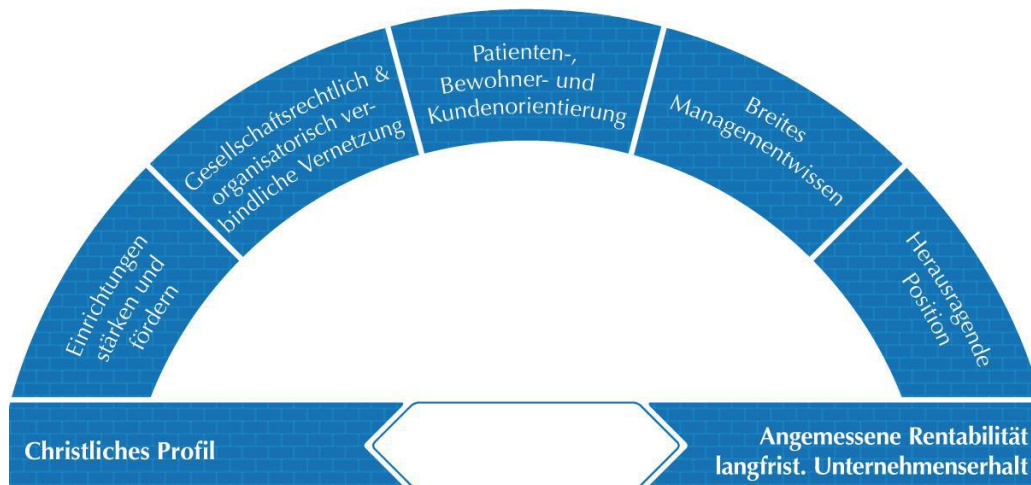 Einrichtungen
stärken und
fördern
Gesellschaftsrechtlich &
organisatorisch ver-
bindliche Vernetzung
Patienten-,
Bewohner- und
Kundenorientierung
Breites
Managementwissen
Herausragende
Position
Christliches Profil
Angemessene Rentabilität
langfrist. Unternehmenserhalt